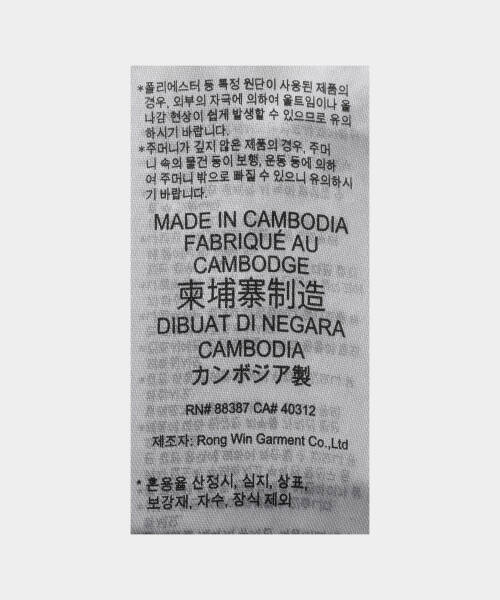 *폴리에스터 등 특정 원단이 사용된 제품의
경우, 외부의 자극에 의하여 올트임이나 올
나감 현상이 쉽게 발생할 수 있으므로 유의
하시기 바랍니다.
*주머니가 깊지 않은 제품의 경우, 주머
니 속의 물건 등이 보행, 운동 등에 의하
여 주머니 밖으로 빠질 수 있으니 유의하시
기 바랍니다.
MADE IN CAMBODIA
FABRIQUÉ AU
CAMBODGE
柬埔寨制造
DIBUAT DI NEGARA
CAMBODIA
カンボジア製
RN# 88387 CA# 40312
제조자: Rong Win Garment Co.,Ltd
* 혼용율 산정시, 심지, 상표,
보강재, 자수, 장식 제외